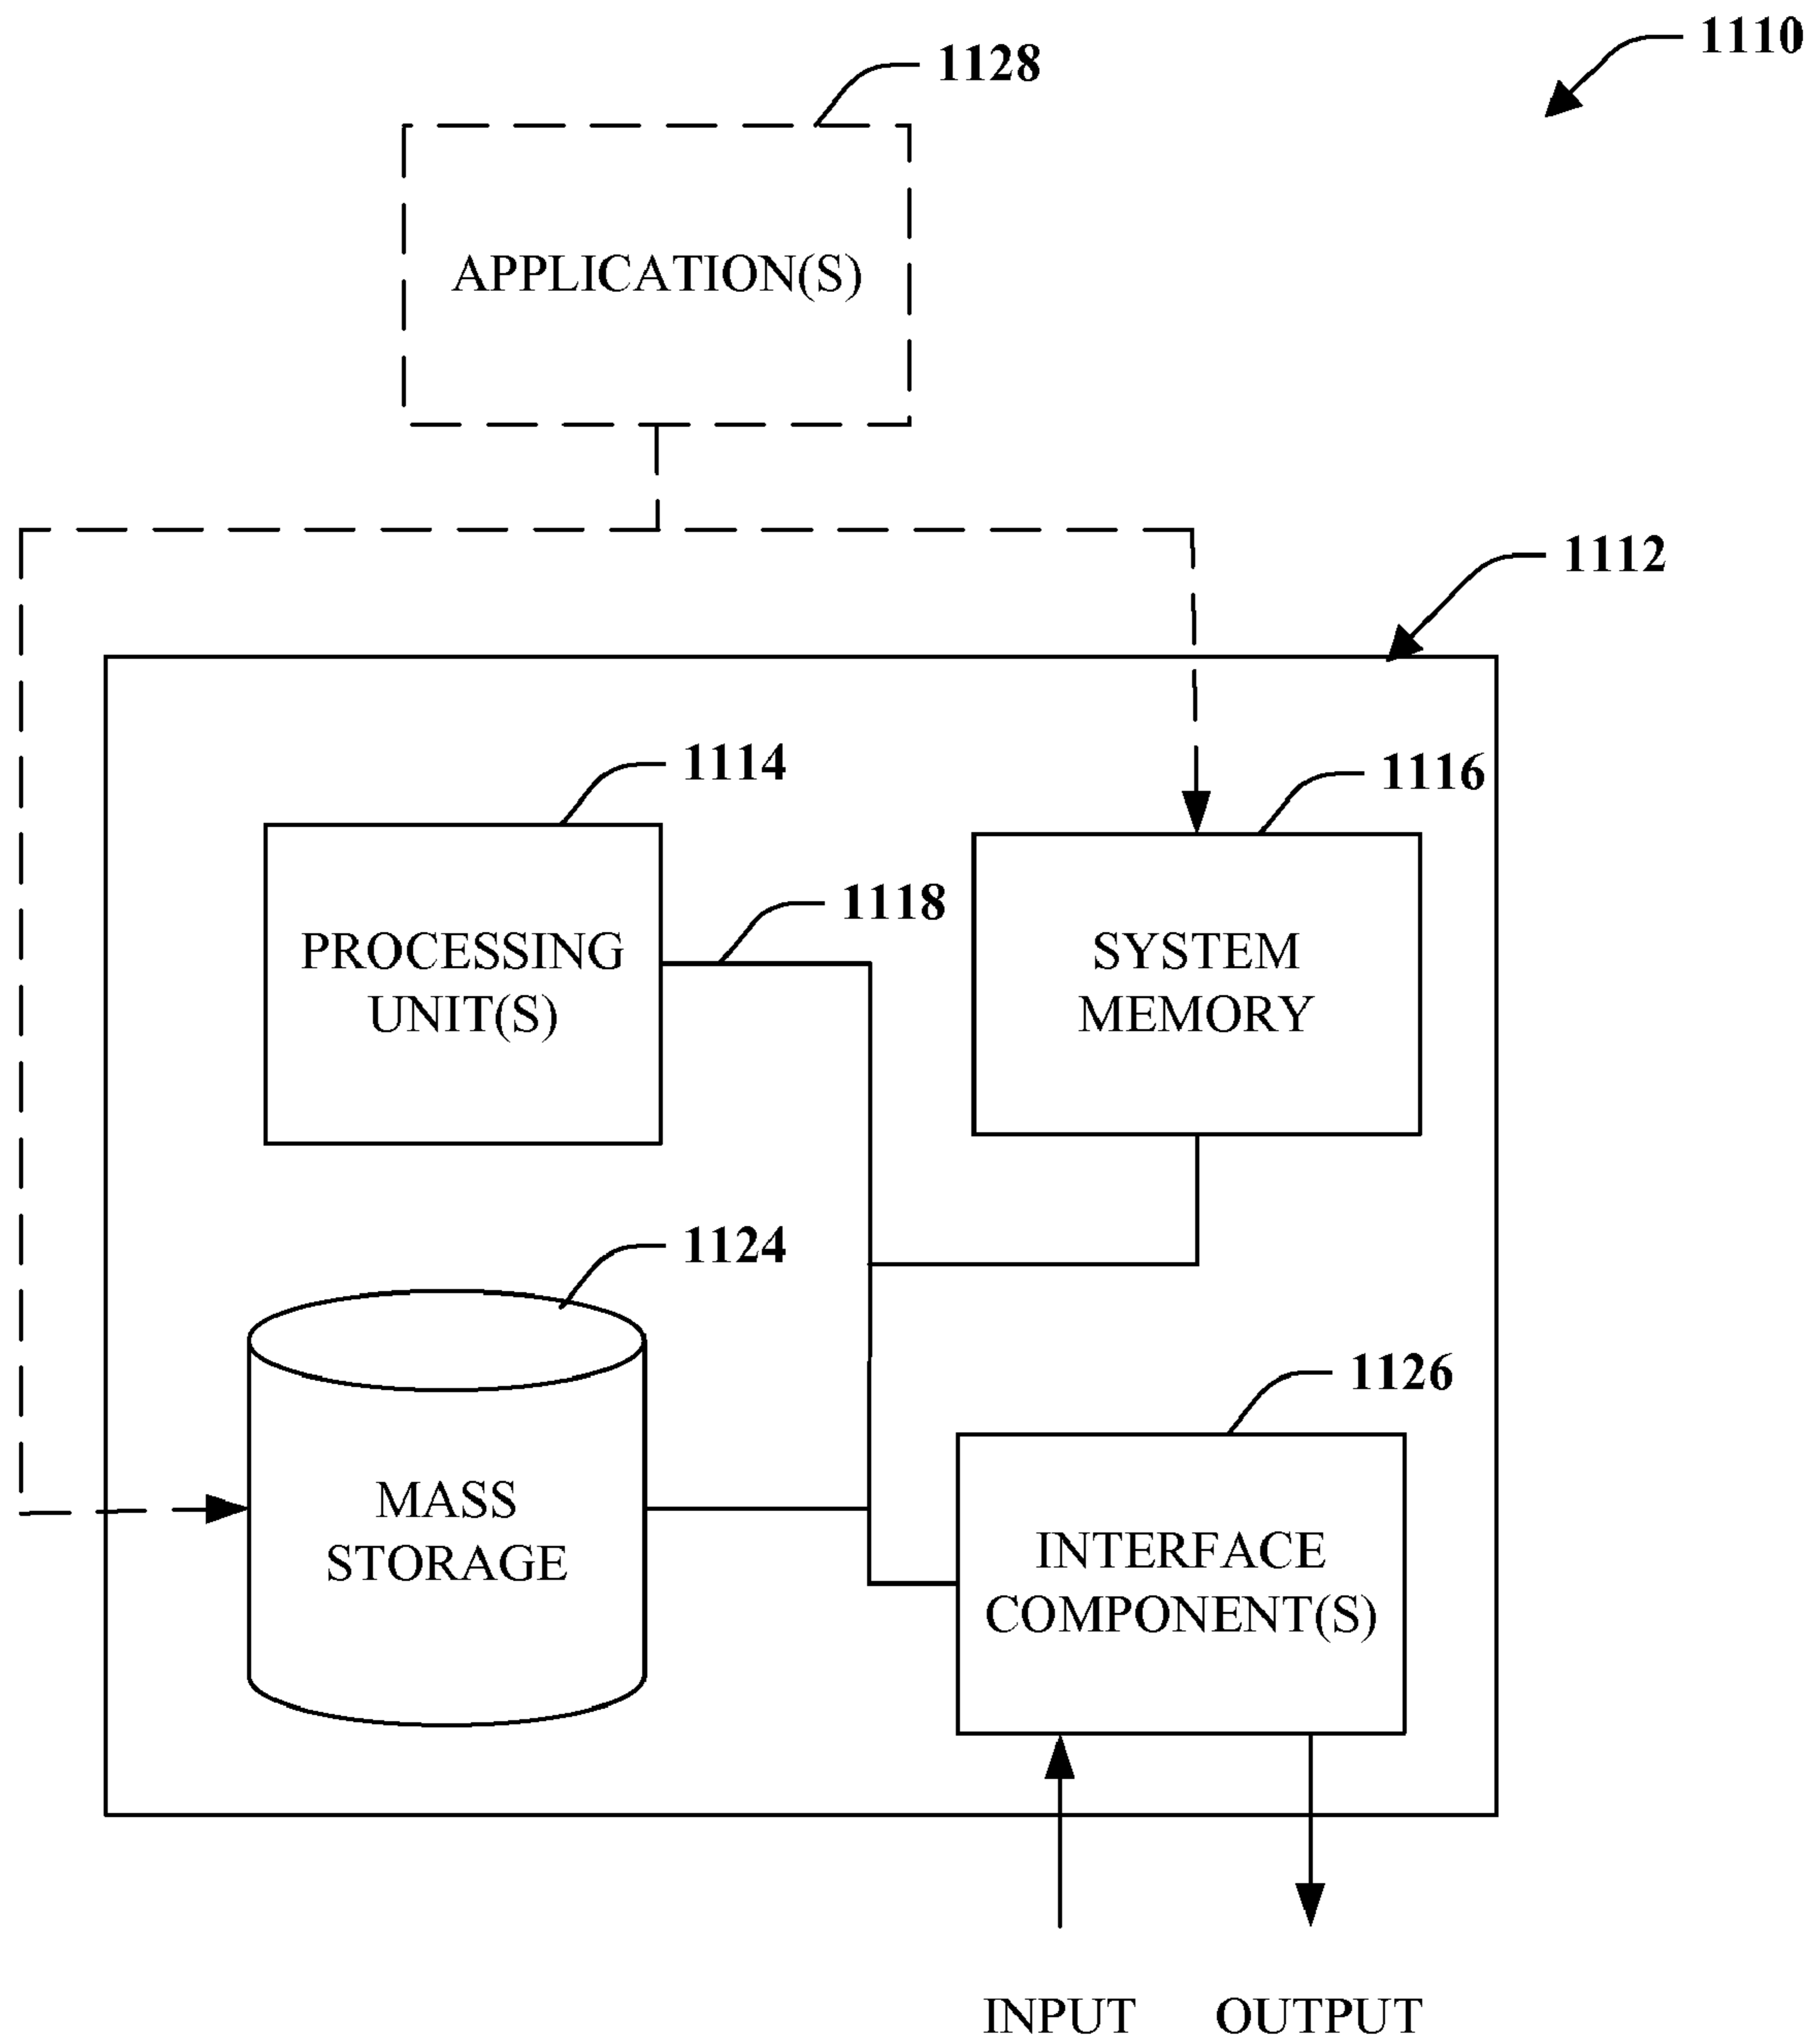 1110
1128
APPLICATION(S)
1112
1114
1116
1118
PROCESSING
UNIT(S)
SYSTEM
MEMORY
1124
1126
MASS
STORAGE
INTERFACE
COMPONENT(S)
INPUT
OUTPUT